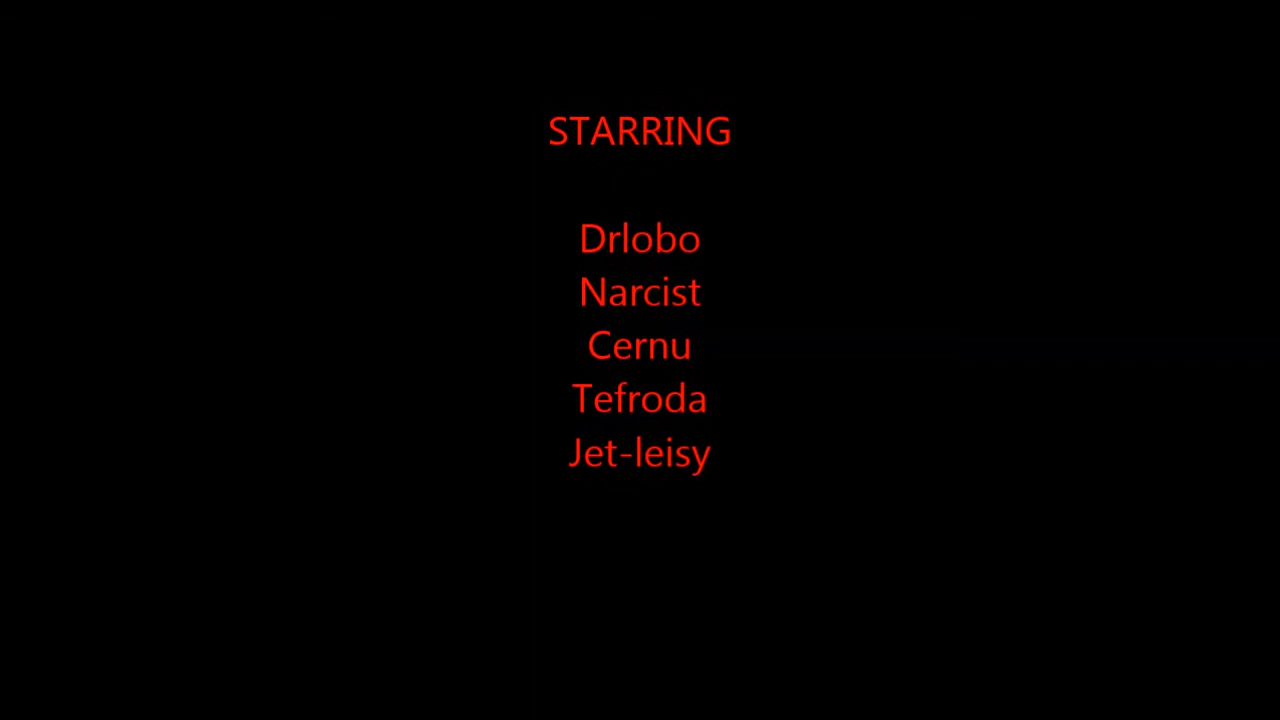 STARRING
Drlobo
Narcist
Cernu
Tefroda
Jet-leisy